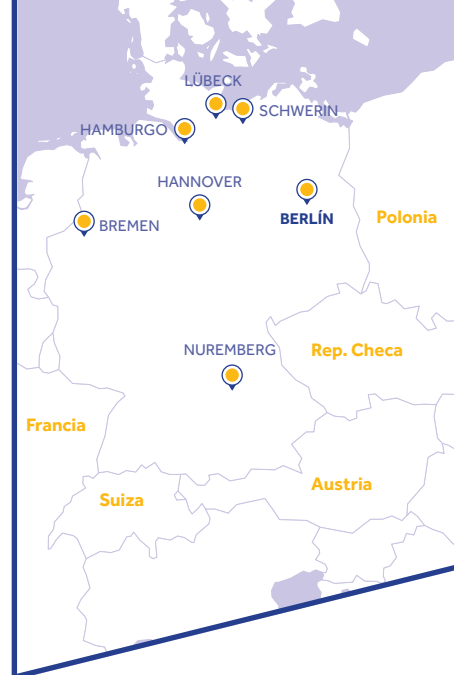 LÜBECK
SCHWERIN
HAMBURGO
HANNOVER
BERLÍN
Polonia
BREMEN
NUREMBERG
Rep. Checa
Francia
Austria
Suiza